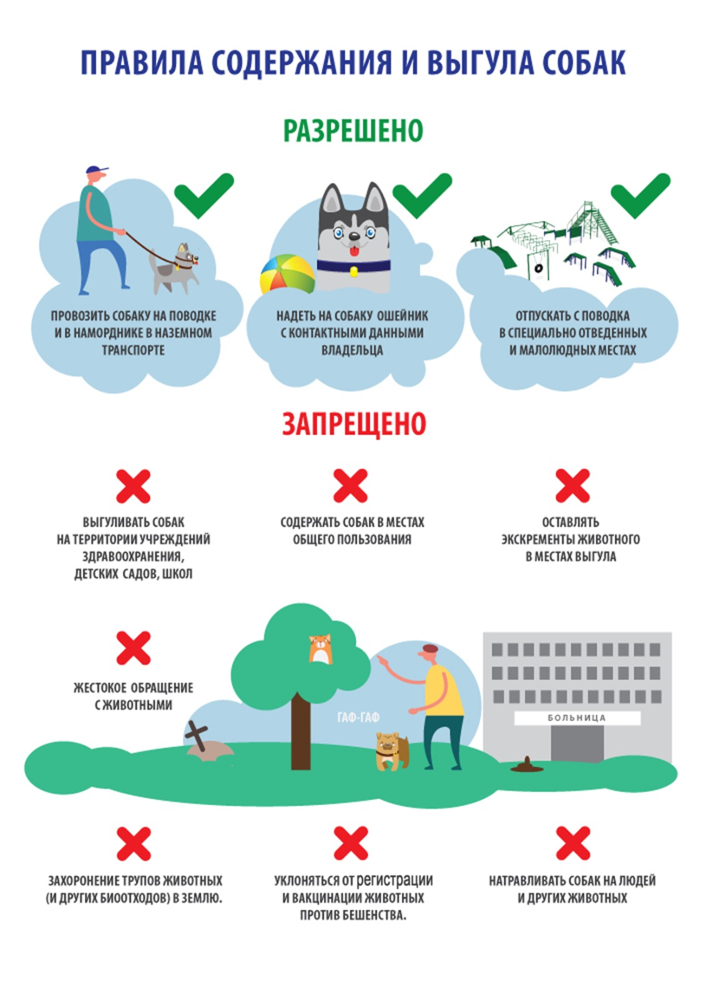 ПРАВИЛА СОДЕРЖАНИЯ И ВЫГУЛА СОБАК
РАЗРЕШЕНО
ПРОВОЗИТЬ СОБАКУ НА ПОВОДКЕ
И В НАМОРДНИКЕ В НАЗЕМНОМ
ТРАНСПОРТЕ
НАДЕТЬ НА СОБАКУ ОШЕЙНИК
С КОНТАКТНЫМИ ДАННЫМИ
ВЛАДЕЛЬЦА
ОТПУСКАТЬ С ПОВОДКА
В СПЕЦИАЛЬНО ОТВЕДЕННЫХ
И МАЛОЛЮДНЫХ МЕСТАХ
ЗАПРЕЩЕНО
ВЫГУЛИВАТЬ СОБАК
НА ТЕРРИТОРИИ УЧРЕЖДЕНИЙ
ЗДРАВООХРАНЕНИЯ,
ДЕТСКИХ САДОВ, ШКОЛ
СОДЕРЖАТЬ СОБАК В МЕСТАХ
ОБЩЕГО ПОЛЬЗОВАНИЯ
ОСТАВЛЯТЬ
ЭКСКРЕМЕНТЫ ЖИВОТНОГО
В МЕСТАХ ВЫГУЛА
ЖЕСТОКОЕ ОБРАЩЕНИЕ
С ЖИВОТНЫМИ
ГАФ-ГАФ
БОЛЬНИЦА
ЗАХОРОНЕНИЕ ТРУПОВ ЖИВОТНЫХ
(И ДРУГИХ БИООТХОДОВ) В ЗЕМЛЮ.
УКЛОНЯТЬСЯ ОТ регистрации
И ВАКЦИНАЦИИ ЖИВОТНЫХ
ПРОТИВ БЕШЕНСТВА.
НАТРАВЛИВАТЬ СОБАК НА ЛЮДЕЙ
И ДРУГИХ ЖИВОТНЫХ